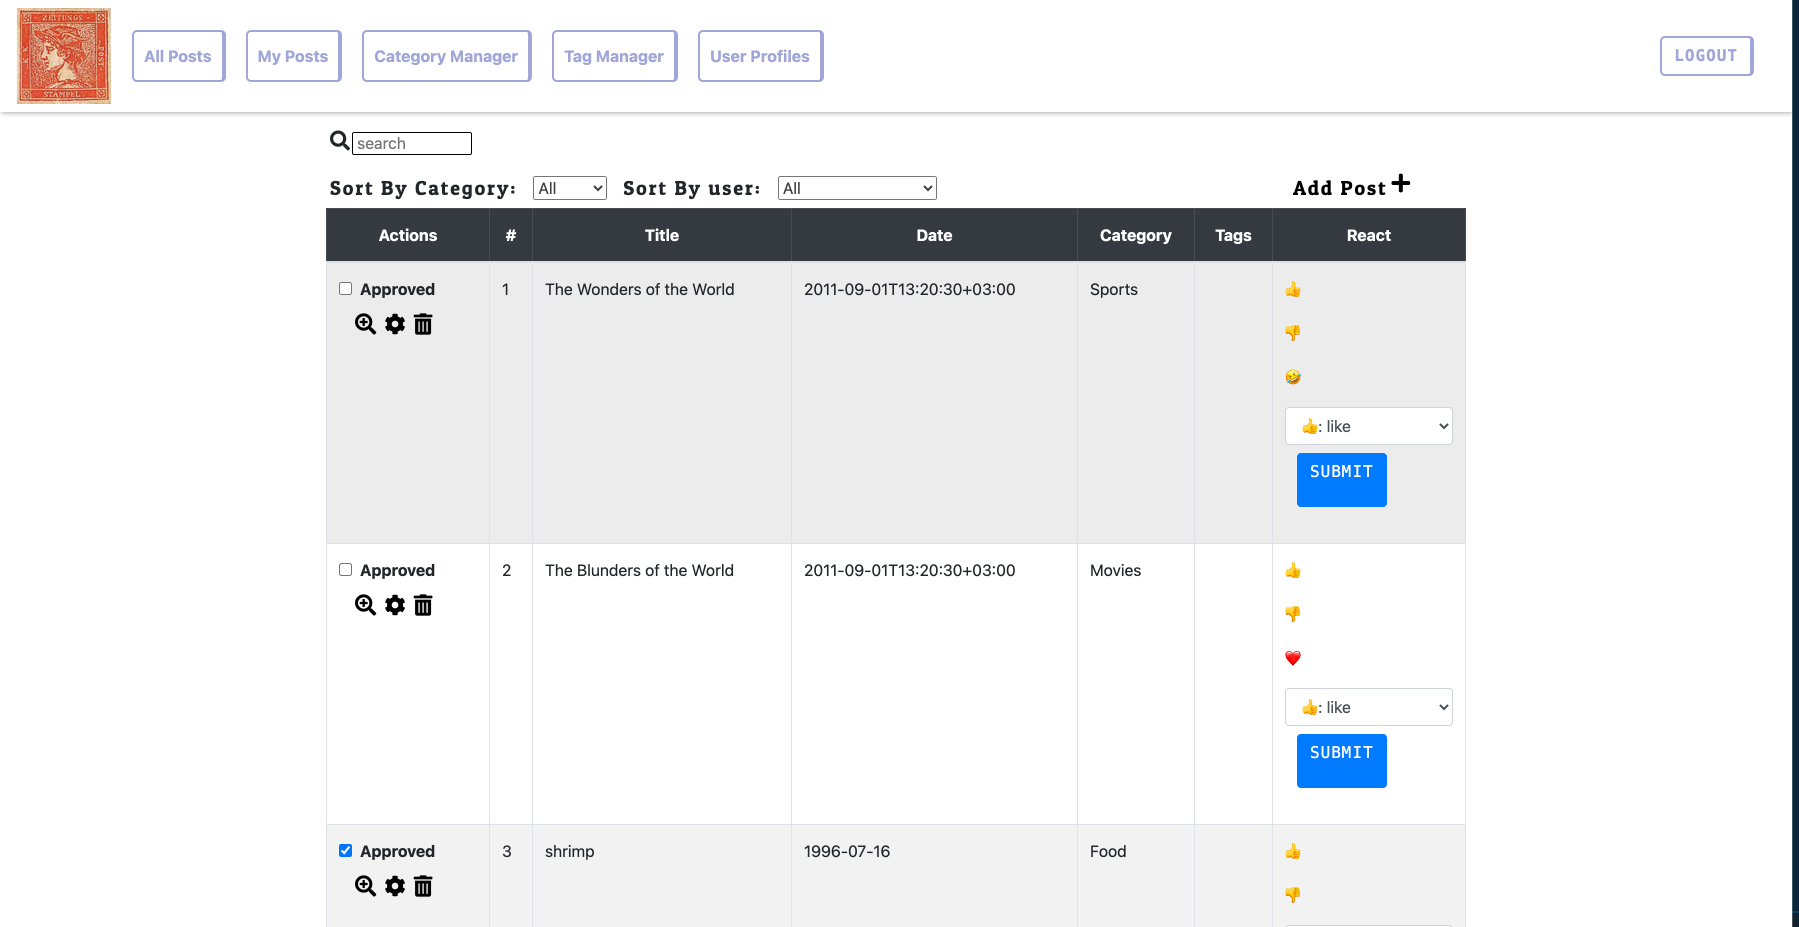 ZEITUNGS
K.K.
POST
STAMPEL
All Posts
My Posts
Category Manager
Tag Manager
User Profiles
LOGOUT
search
Sort By Category: All Sort By user: All
Add Post
Actions # Title Date Category Tags React
Approved 1 The Wonders of the World 2011-09-01T13:20:30+03:00 Sports 👍
👎
🤣
👍: like
SUBMIT
Approved 2 The Blunders of the World 2011-09-01T13:20:30+03:00 Movies 👍
👎
❤️
👍: like
SUBMIT
Approved 3 shrimp 1996-07-16 Food 👍
👎